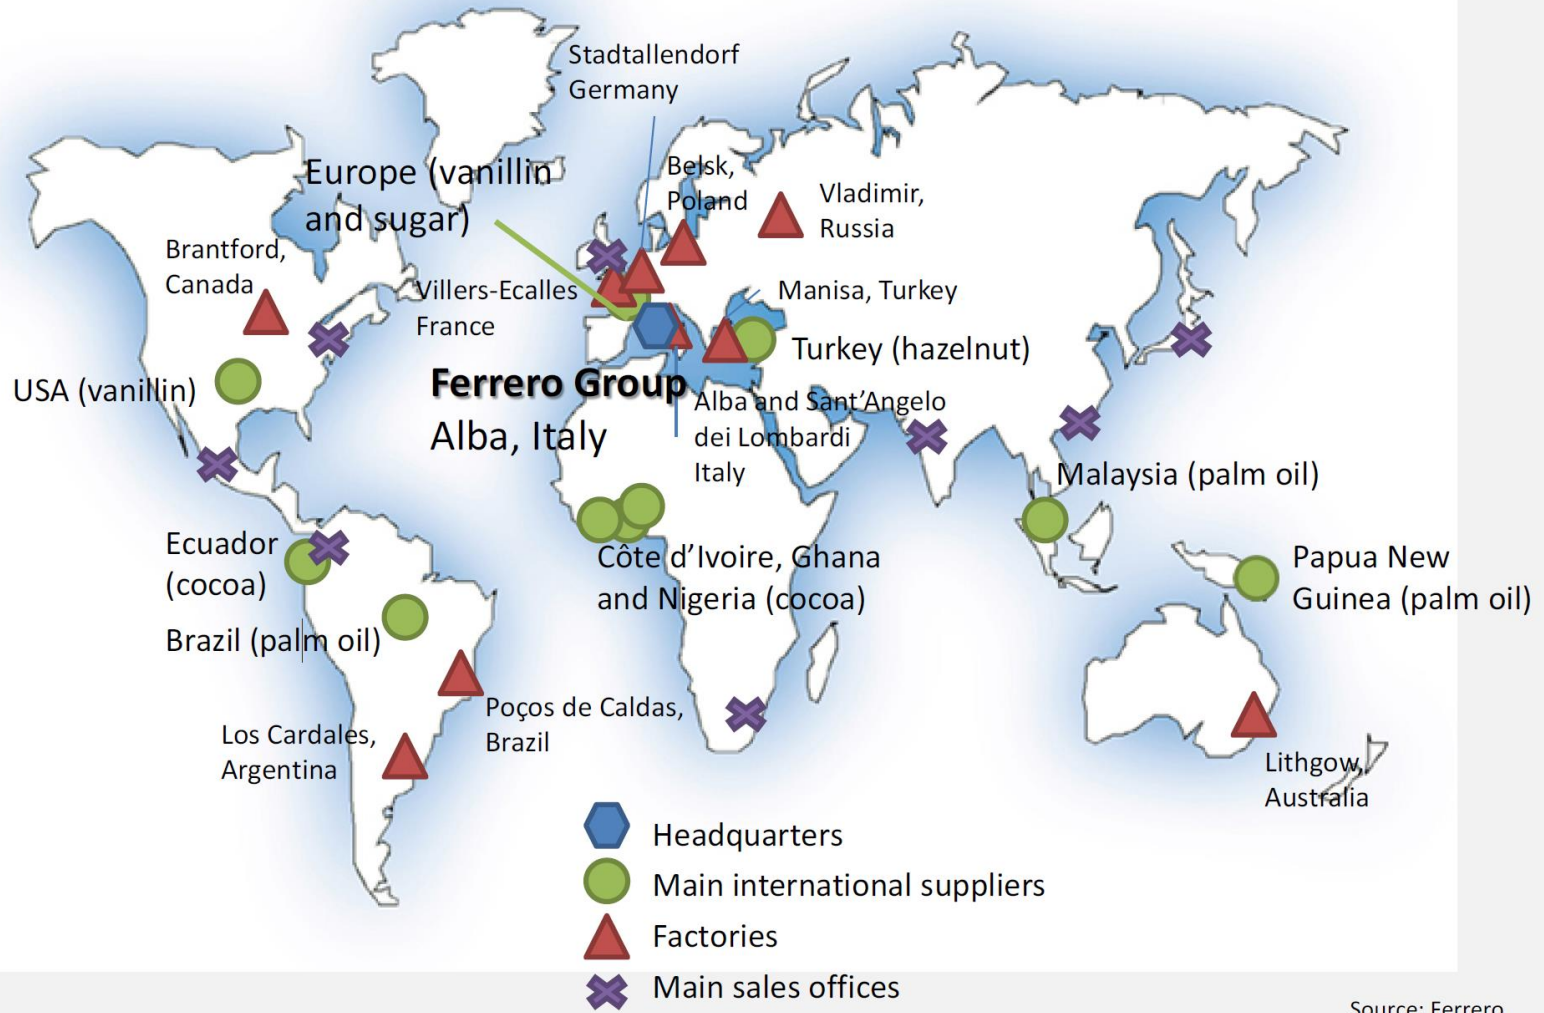 Stadtallendorf
Germany
Europe (vanillin
and sugar)
Belsk,
Poland
Vladimir,
Russia
Brantford,
Canada
Villers-Ecalles
France
Manisa, Turkey
Turkey (hazelnut)
USA (vanillin)
Ferrero Group
Alba, Italy
Alba and Sant’Angelo
dei Lombardi
Italy
Malaysia (palm oil)
Ecuador
(cocoa)
Côte d’Ivoire, Ghana
and Nigeria (cocoa)
Papua New
Guinea (palm oil)
Brazil (palm oil)
Poços de Caldas,
Brazil
Los Cardales,
Argentina
Lithgow,
Australia
Headquarters
Main international suppliers
Factories
Main sales offices
Source: Ferrero